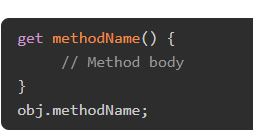 get methodName() {
// Method body
}
obj.methodName;